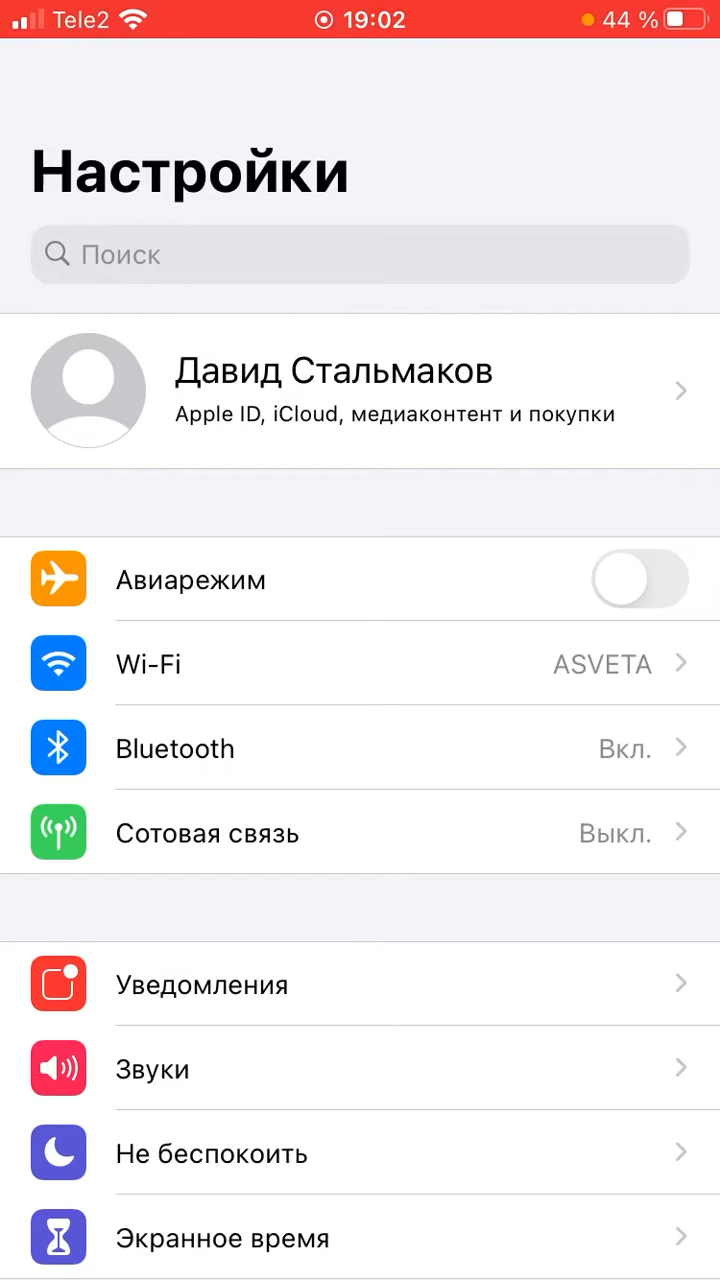 Tele2 19:02 44 %
Настройки
Поиск
Давид Стальмаков
Apple ID, iCloud, медиаконтент и покупки
Авиарежим
Wi-Fi ASVETA
Bluetooth Вкл.
Сотовая связь Выкл.
Уведомления
Звуки
Не беспокоить
Экранное время